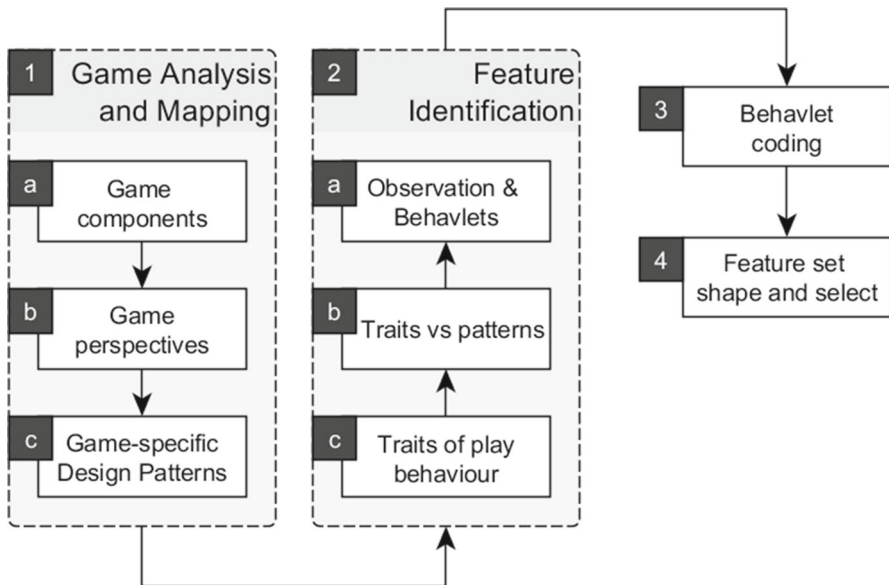 1
Game Analysis
and Mapping
a
Game
components
b
Game
perspectives
c
Game-specific
Design Patterns
2
Feature
Identification
a
Observation &
Behavlets
b
Traits vs patterns
c
Traits of play
behaviour
3
Behavlet
coding
4
Feature set
shape and select